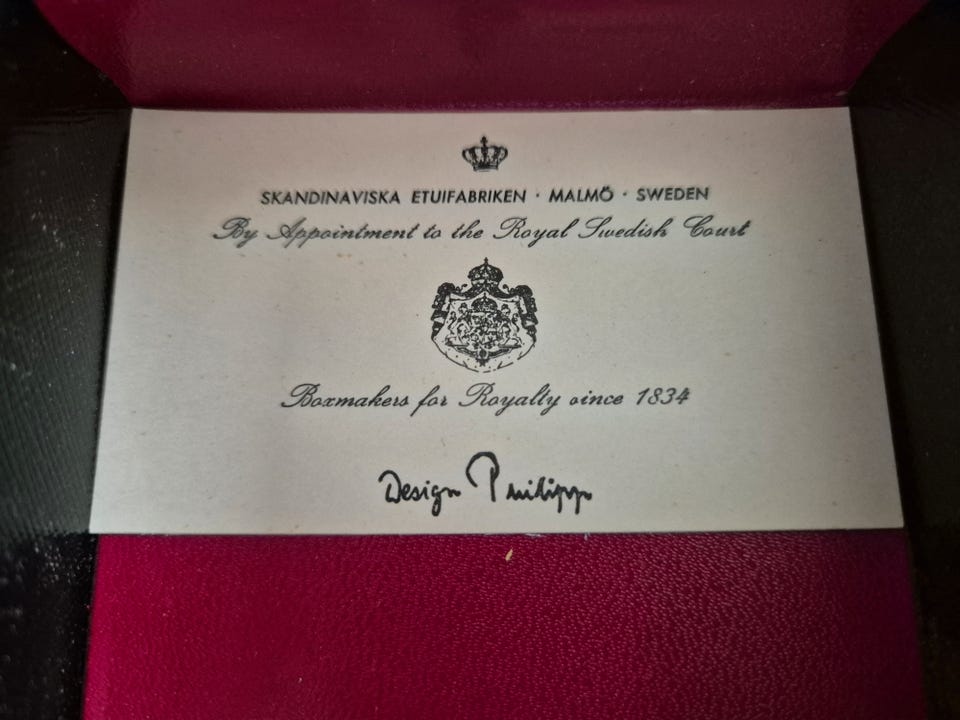 SKANDINAVISKA ETUIFABRIKEN · MALMÖ · SWEDEN
By Appointment to the Royal Swedish Court
Boxmakers for Royalty since 1834
Design Philipp